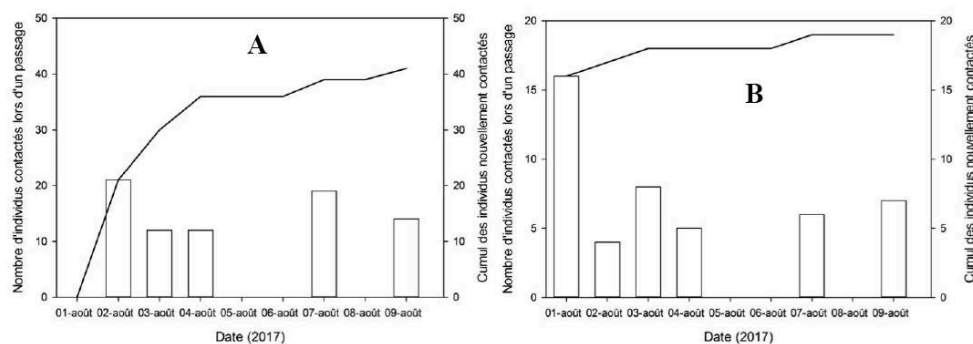 A
Nombre d'individus contactés lors d'un passage
50
40
30
20
10
0
Cumul des individus nouvellement contactés
50
40
30
20
10
0
01-août 02-août 03-août 04-août 05-août 06-août 07-août 08-août 09-août
Date (2017)
B
Nombre d'individus contactés lors d'un passage
20
15
10
5
0
Cumul des individus nouvellement contactés
20
15
10
5
0
01-août 02-août 03-août 04-août 05-août 06-août 07-août 08-août 09-août
Date (2017)